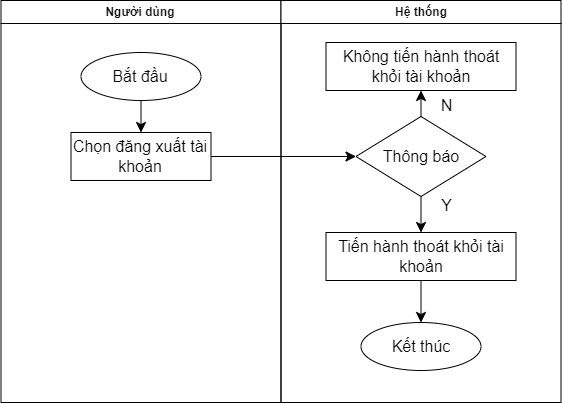 Người dùng
Hệ thống
Bắt đầu
Chọn đăng xuất tài
khoản
Không tiến hành thoát
khỏi tài khoản
N
Thông báo
Y
Tiến hành thoát khỏi tài
khoản
Kết thúc